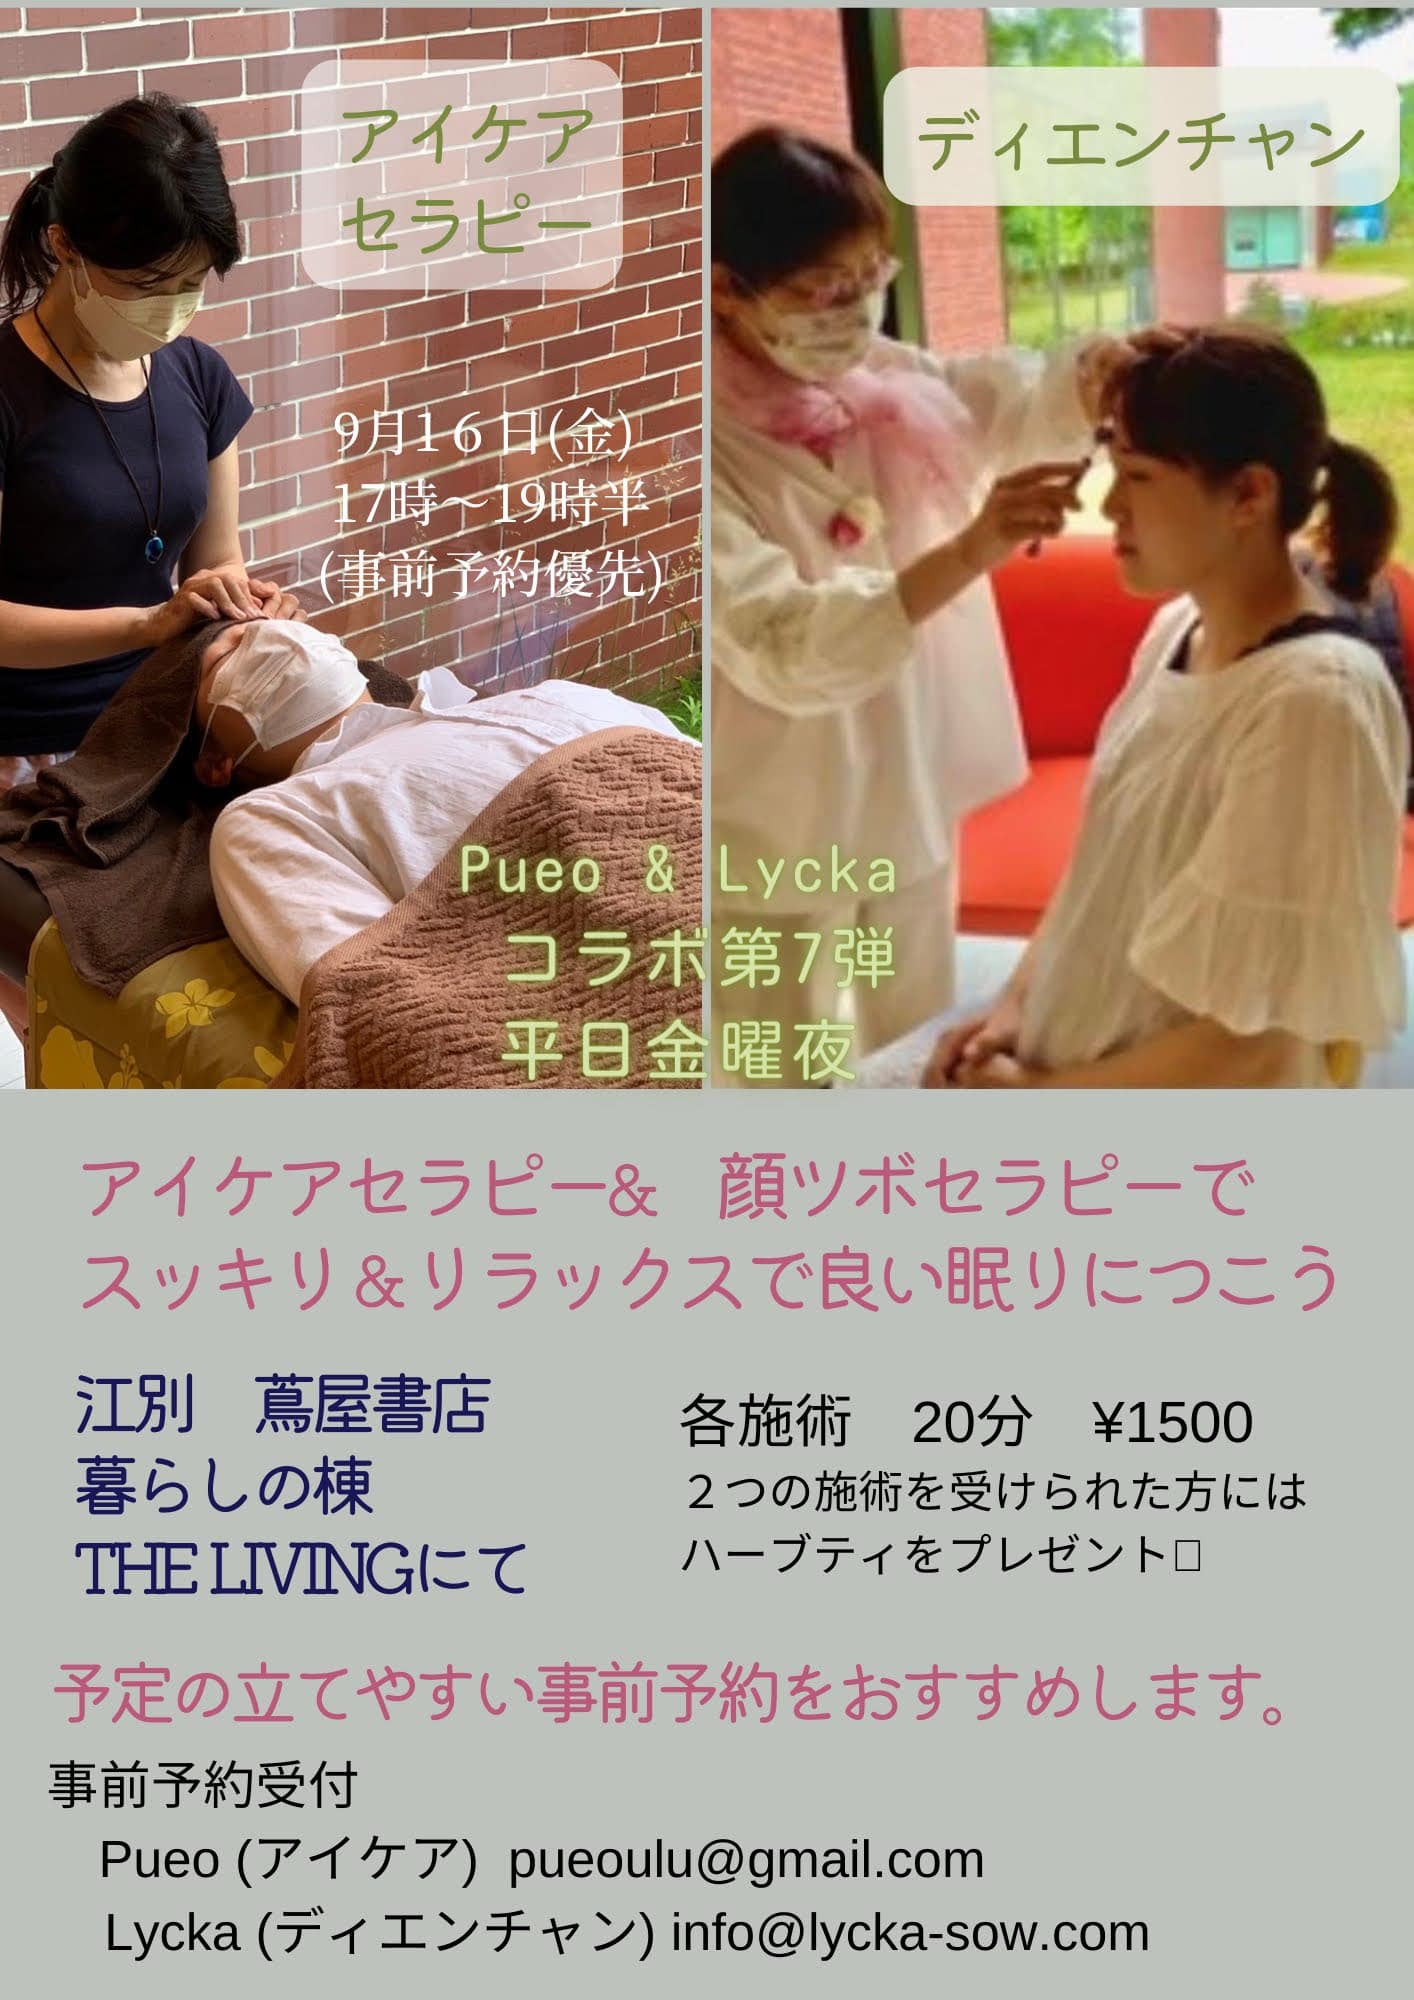 アイケア
セラピー
ディエンチャン
9月1６日(金)
17時〜19時半
(事前予約優先)
Pueo & Lycka
コラボ第7弾
平日金曜夜
アイケアセラピー&　顔ツボセラピーで
スッキリ＆リラックスで良い眠りにつこう
江別　蔦屋書店
暮らしの棟
THE LIVINGにて
各施術　20分　¥1500
２つの施術を受けられた方には
ハーブティをプレゼント
予定の立てやすい事前予約をおすすめします。
事前予約受付
Pueo (アイケア) pueoulu@gmail.com
Lycka (ディエンチャン) info@lycka-sow.com